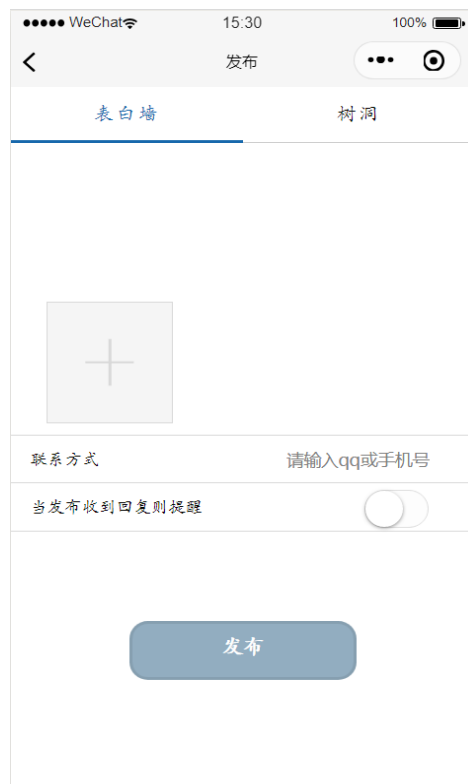 WeChat 15:30 100%
发布
表白墙 树洞
联系方式 请输入qq或手机号
当发布收到回复则提醒
发布